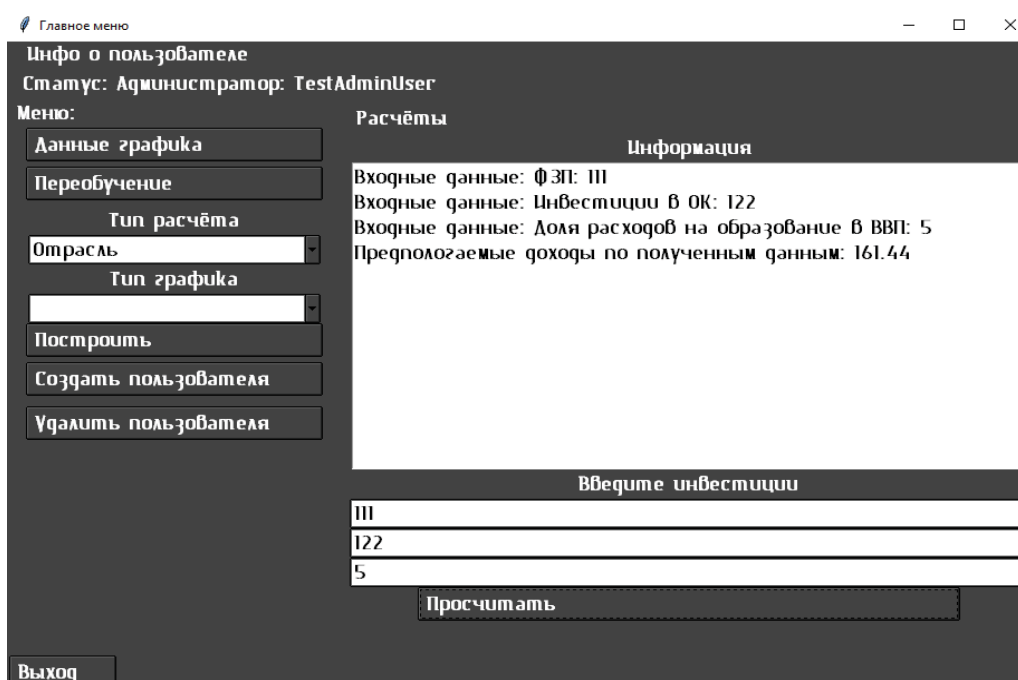 Главное меню
Инфо о пользователе
Статус: Администратор: TestAdminUser
Меню:
Данные графика
Переобучение
Тип расчёта
Отрасль
Тип графика
Построить
Создать пользователя
Удалить пользователя
Выход
Расчёты
Информация
Входные данные: ФЗП: 111
Входные данные: Инвестиции в ОК: 122
Входные данные: Доля расходов на образование в ВВП: 5
Предпологаемые доходы по полученным данным: 161.44
Введите инвестиции
111
122
5
Просчитать